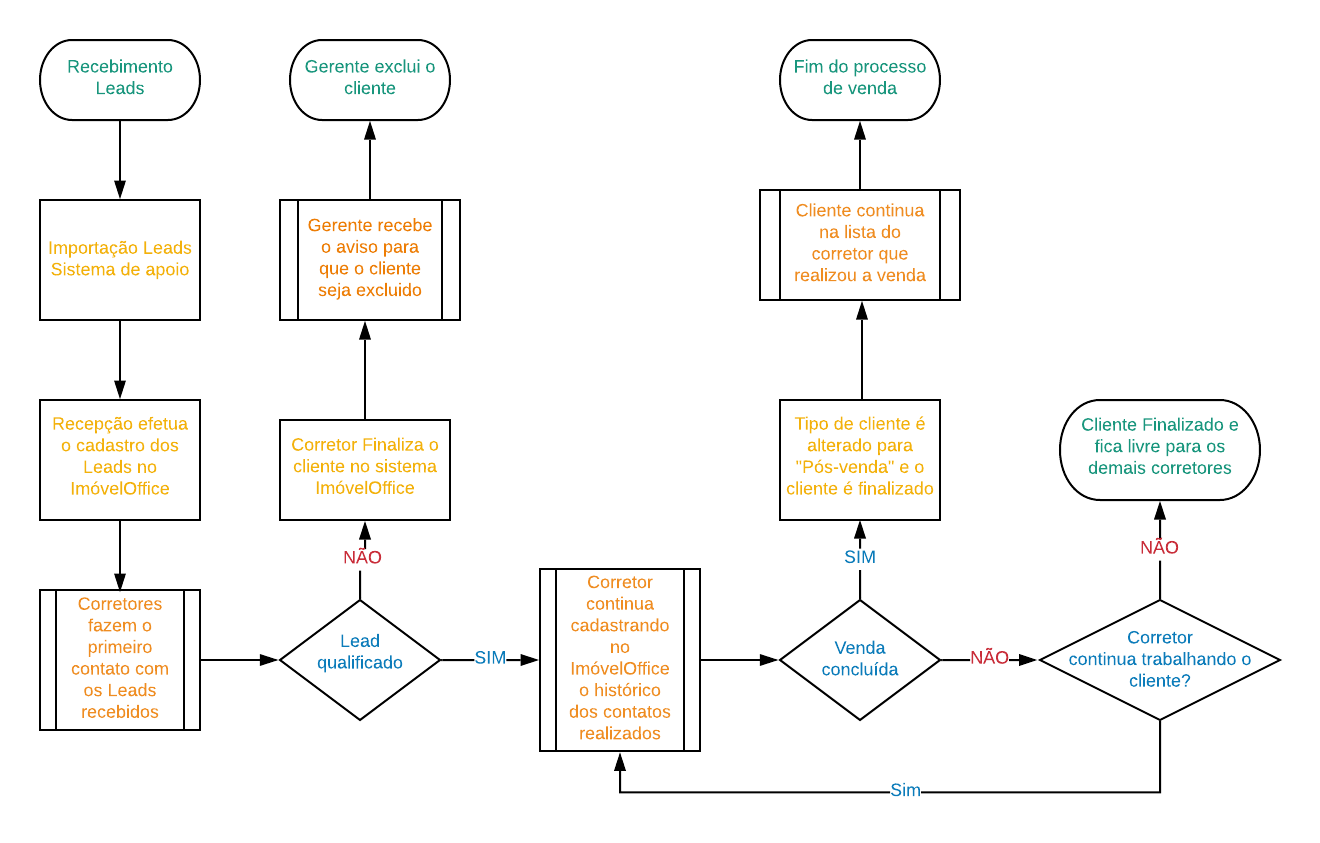 Recebimento
Leads
Importação Leads
Sistema de apoio
Recepção efetua
o cadastro dos
Leads no
ImóvelOffice
Corretores
fazem o
primeiro
contato com
os Leads
recebidos
Lead
qualificado
NÃO
Corretor Finaliza o
cliente no sistema
ImóvelOffice
Gerente recebe
o aviso para
que o cliente
seja excluido
Gerente exclui o
cliente
SIM
Corretor
continua
cadastrando
no
ImóvelOffice
o histórico
dos contatos
realizados
Venda
concluída
SIM
Tipo de cliente é
alterado para
"Pós-venda" e o
cliente é finalizado
Cliente continua
na lista do
corretor que
realizou a venda
Fim do processo
de venda
NÃO
Corretor
continua trabalhando o
cliente?
NÃO
Cliente Finalizado e
fica livre para os
demais corretores
Sim